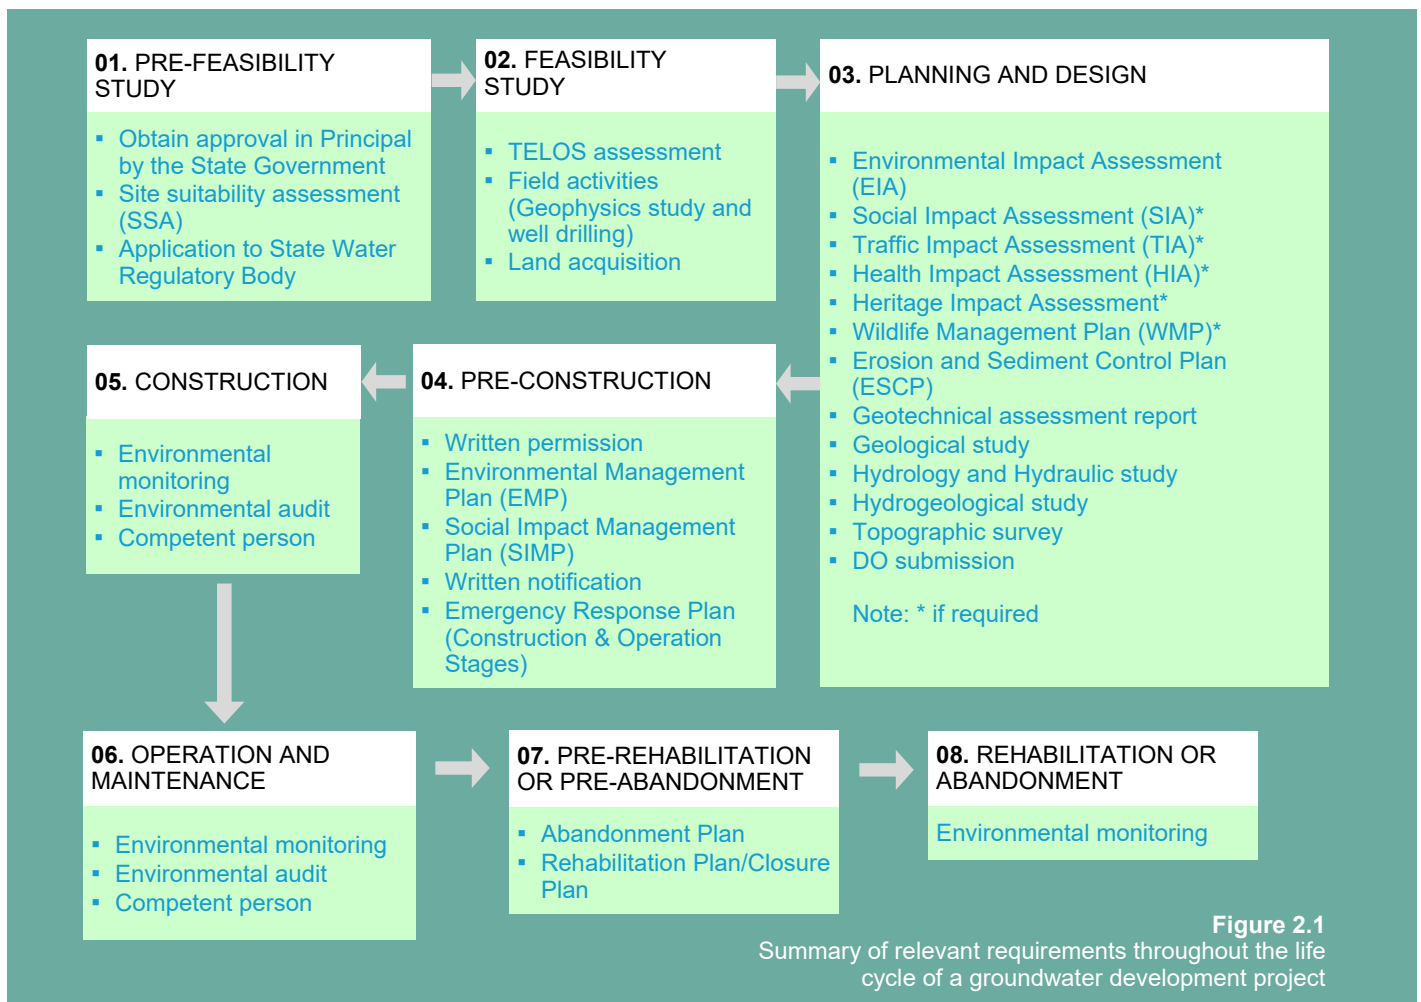 01. PRE-FEASIBILITY
STUDY
▪ Obtain approval in Principal
by the State Government
▪ Site suitability assessment
(SSA)
▪ Application to State Water
Regulatory Body
02. FEASIBILITY
STUDY
▪ TELOS assessment
▪ Field activities
(Geophysics study and
well drilling)
▪ Land acquisition
03. PLANNING AND DESIGN
▪ Environmental Impact Assessment
(EIA)
▪ Social Impact Assessment (SIA)*
▪ Traffic Impact Assessment (TIA)*
▪ Health Impact Assessment (HIA)*
▪ Heritage Impact Assessment*
▪ Wildlife Management Plan (WMP)*
▪ Erosion and Sediment Control Plan
(ESCP)
▪ Geotechnical assessment report
▪ Geological study
▪ Hydrology and Hydraulic study
▪ Hydrogeological study
▪ Topographic survey
▪ DO submission
Note: * if required
04. PRE-CONSTRUCTION
▪ Written permission
▪ Environmental Management
Plan (EMP)
▪ Social Impact Management
Plan (SIMP)
▪ Written notification
▪ Emergency Response Plan
(Construction & Operation
Stages)
05. CONSTRUCTION
▪ Environmental
monitoring
▪ Environmental audit
▪ Competent person
06. OPERATION AND
MAINTENANCE
▪ Environmental monitoring
▪ Environmental audit
▪ Competent person
07. PRE-REHABILITATION
OR PRE-ABANDONMENT
▪ Abandonment Plan
▪ Rehabilitation Plan/Closure
Plan
08. REHABILITATION OR
ABANDONMENT
Environmental monitoring
Figure 2.1
Summary of relevant requirements throughout the life
cycle of a groundwater development project